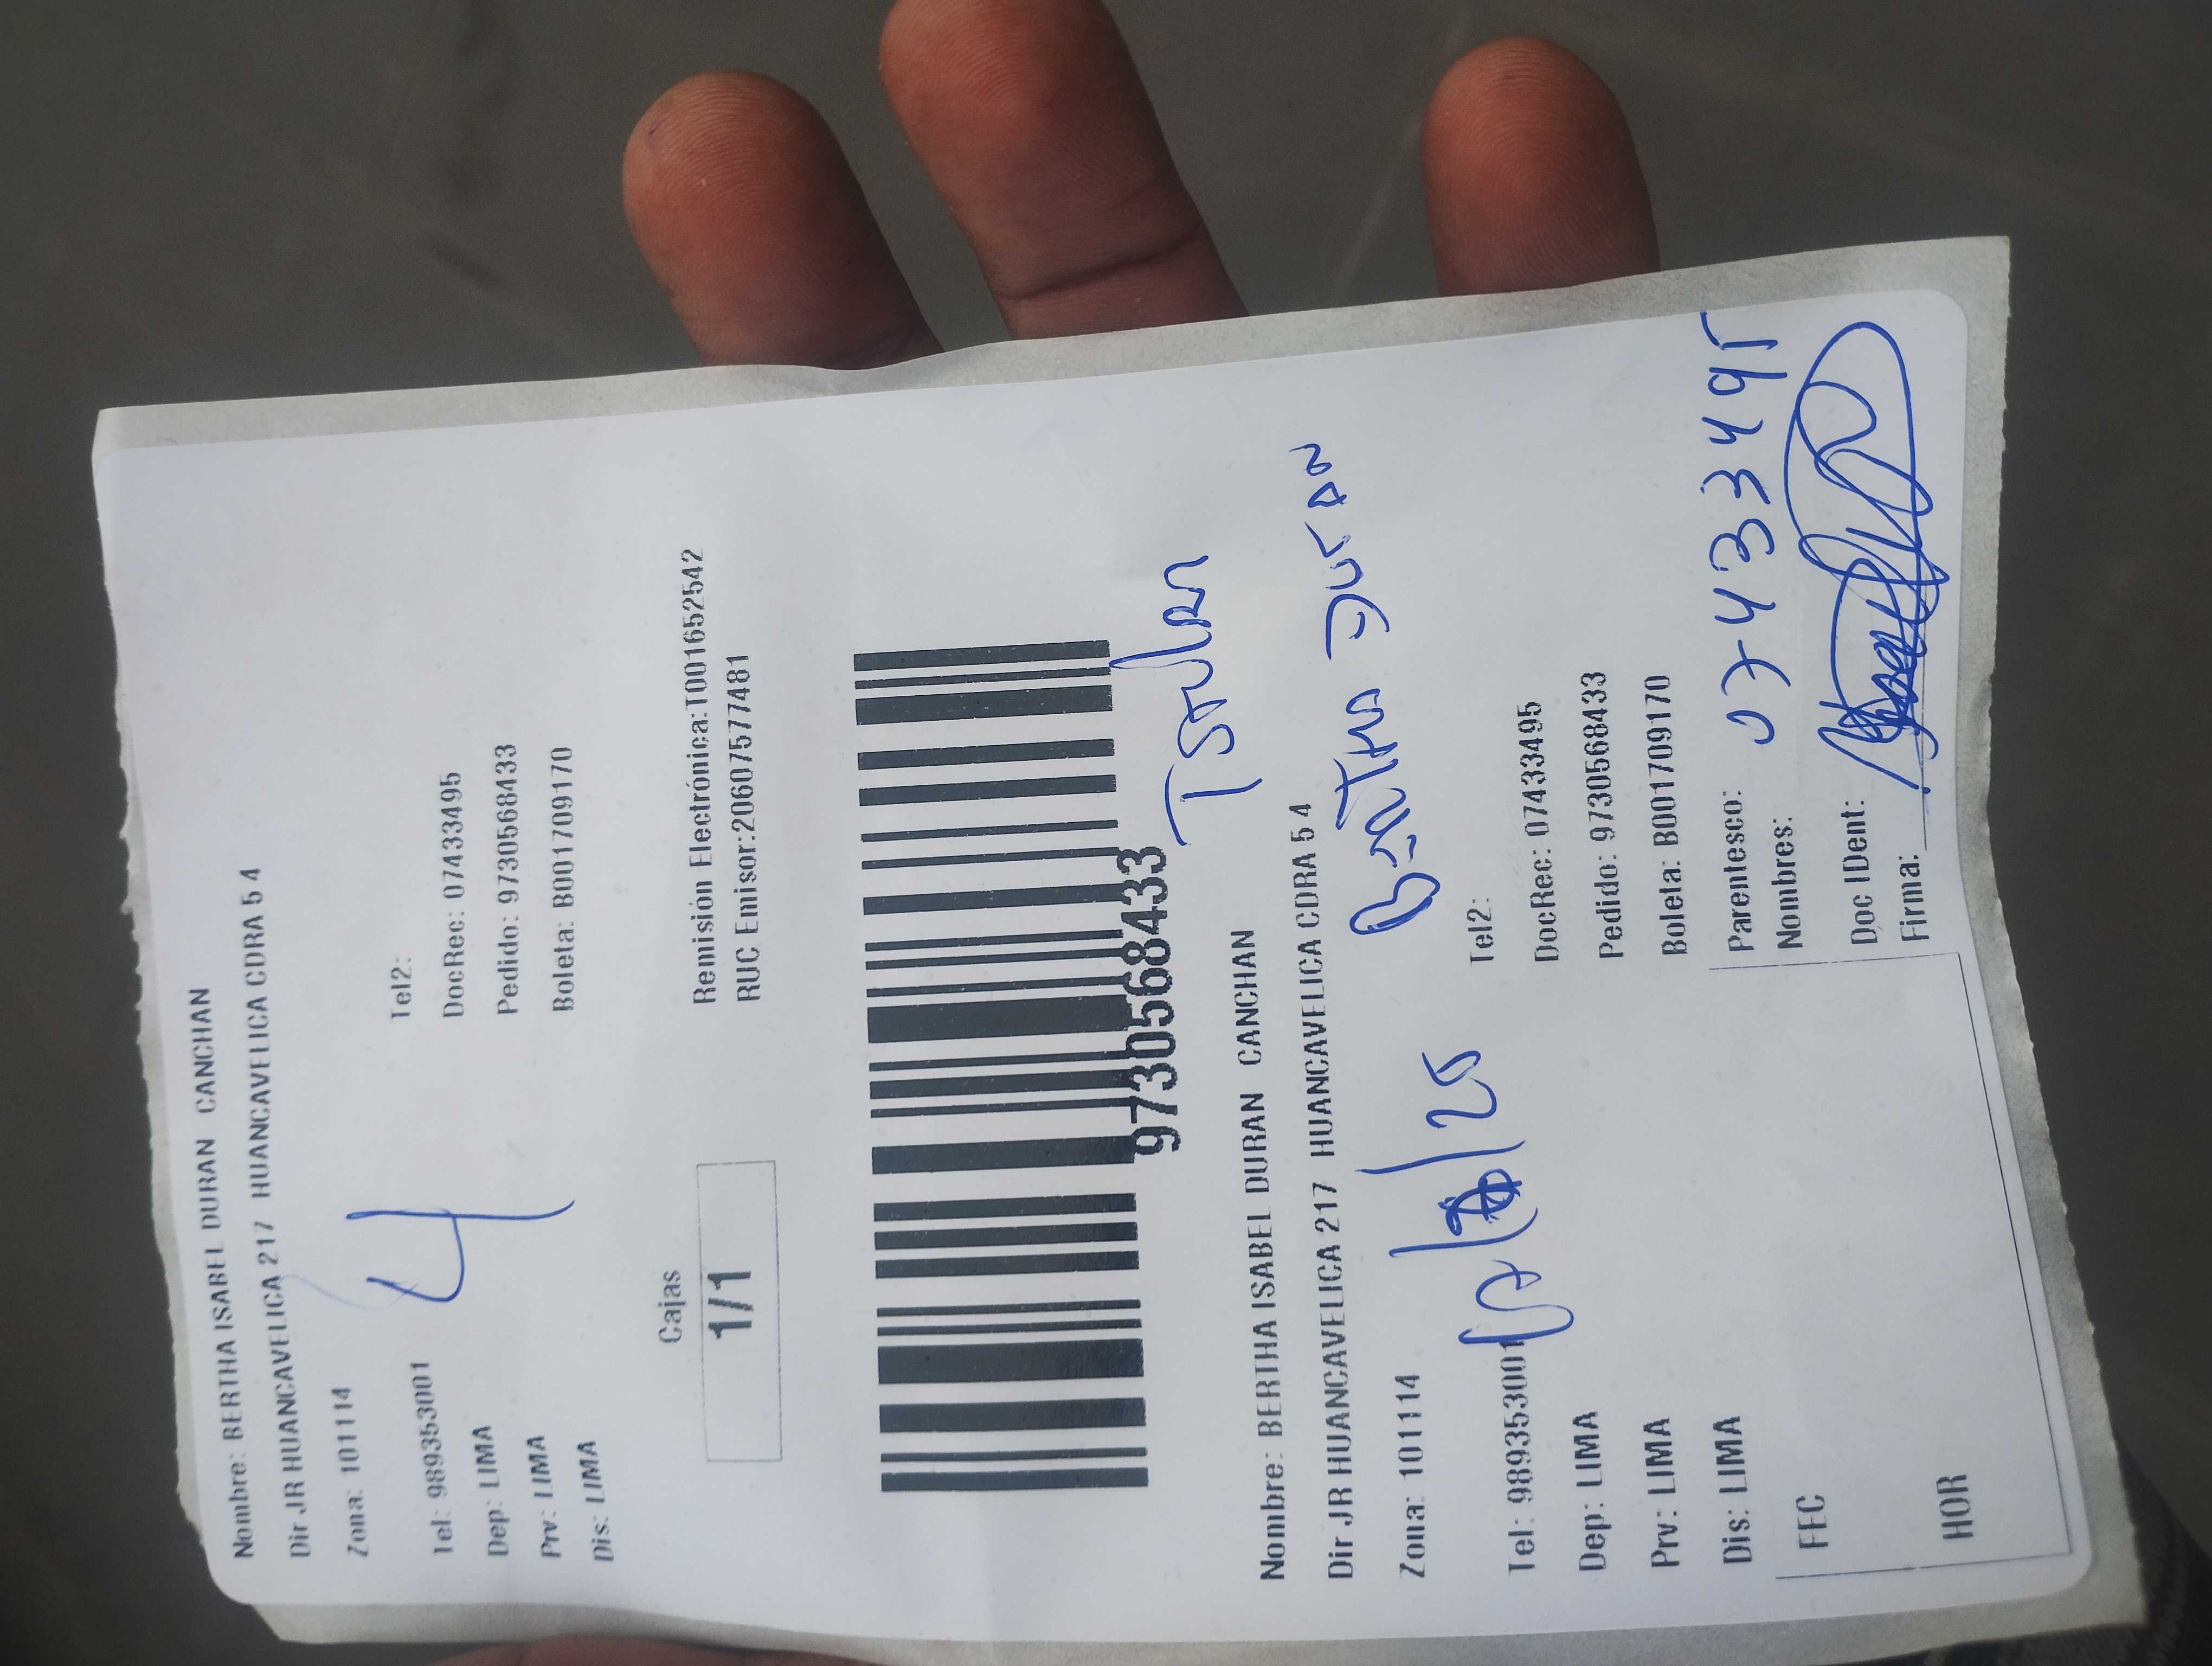 Nombre: BERTHA ISABEL DURAN CANCHAN
Dir JR HUANCAVELICA 217 HUANCAVELICA CDRA 5 4
Zona: 101114
4
Tel: 989353001 Tel2:
Dep: LIMA DocRec: 07433495
Prv: LIMA Pedido: 9730568433
Dis: LIMA Boleta: B001709170
Cajas
1/1
Remisión Electrónica:T001652542
RUC Emisor:20607577481
9730568433
Nombre: BERTHA ISABEL DURAN CANCHAN
Dir JR HUANCAVELICA 217 HUANCAVELICA CDRA 5 4
Bertha Duran
Zona: 101114
Tel: 989353001 Tel2:
Dep: LIMA DocRec: 07433495
Prv: LIMA Pedido: 9730568433
Dis: LIMA Boleta: B001709170
FEC
Parentesco:
07433495
Nombres:
Doc IDent:
HOR
Firma: